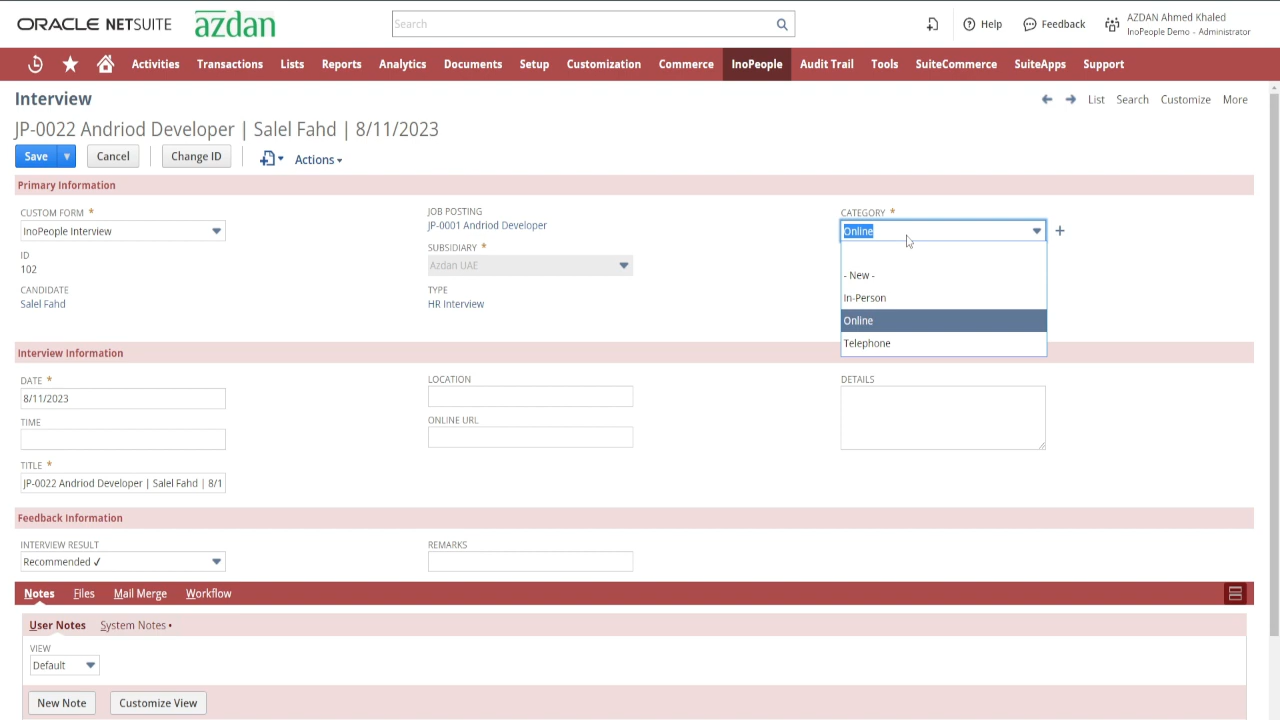 ORACLE NETSUITE azdan Search Help Feedback AZDAN Ahmed Khaled
InoPeople Demo - Administrator
Activities Transactions Lists Reports Analytics Documents Setup Customization Commerce InoPeople Audit Trail Tools SuiteCommerce SuiteApps Support
Interview List Search Customize More
JP-0022 Andriod Developer | Salel Fahd | 8/11/2023
Save Cancel Change ID Actions
Primary Information
CUSTOM FORM *
InoPeople Interview
ID
102
CANDIDATE
Salel Fahd
JOB POSTING
JP-0001 Andriod Developer
SUBSIDIARY *
Azdan UAE
TYPE
HR Interview
CATEGORY *
Online
- New -
In-Person
Online
Telephone
Interview Information
DATE *
8/11/2023
TIME
TITLE *
JP-0022 Andriod Developer | Salel Fahd | 8/1
LOCATION
ONLINE URL
DETAILS
Feedback Information
INTERVIEW RESULT
Recommended ✓
REMARKS
Notes Files Mail Merge Workflow
User Notes System Notes •
VIEW
Default
New Note Customize View